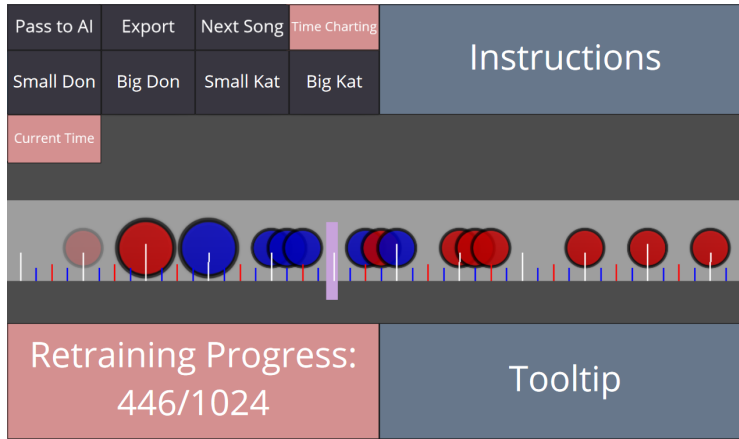 Pass to AI
Export
Next Song
Time Charting
Instructions
Small Don
Big Don
Small Kat
Big Kat
Current Time
Retraining Progress:
446/1024
Tooltip